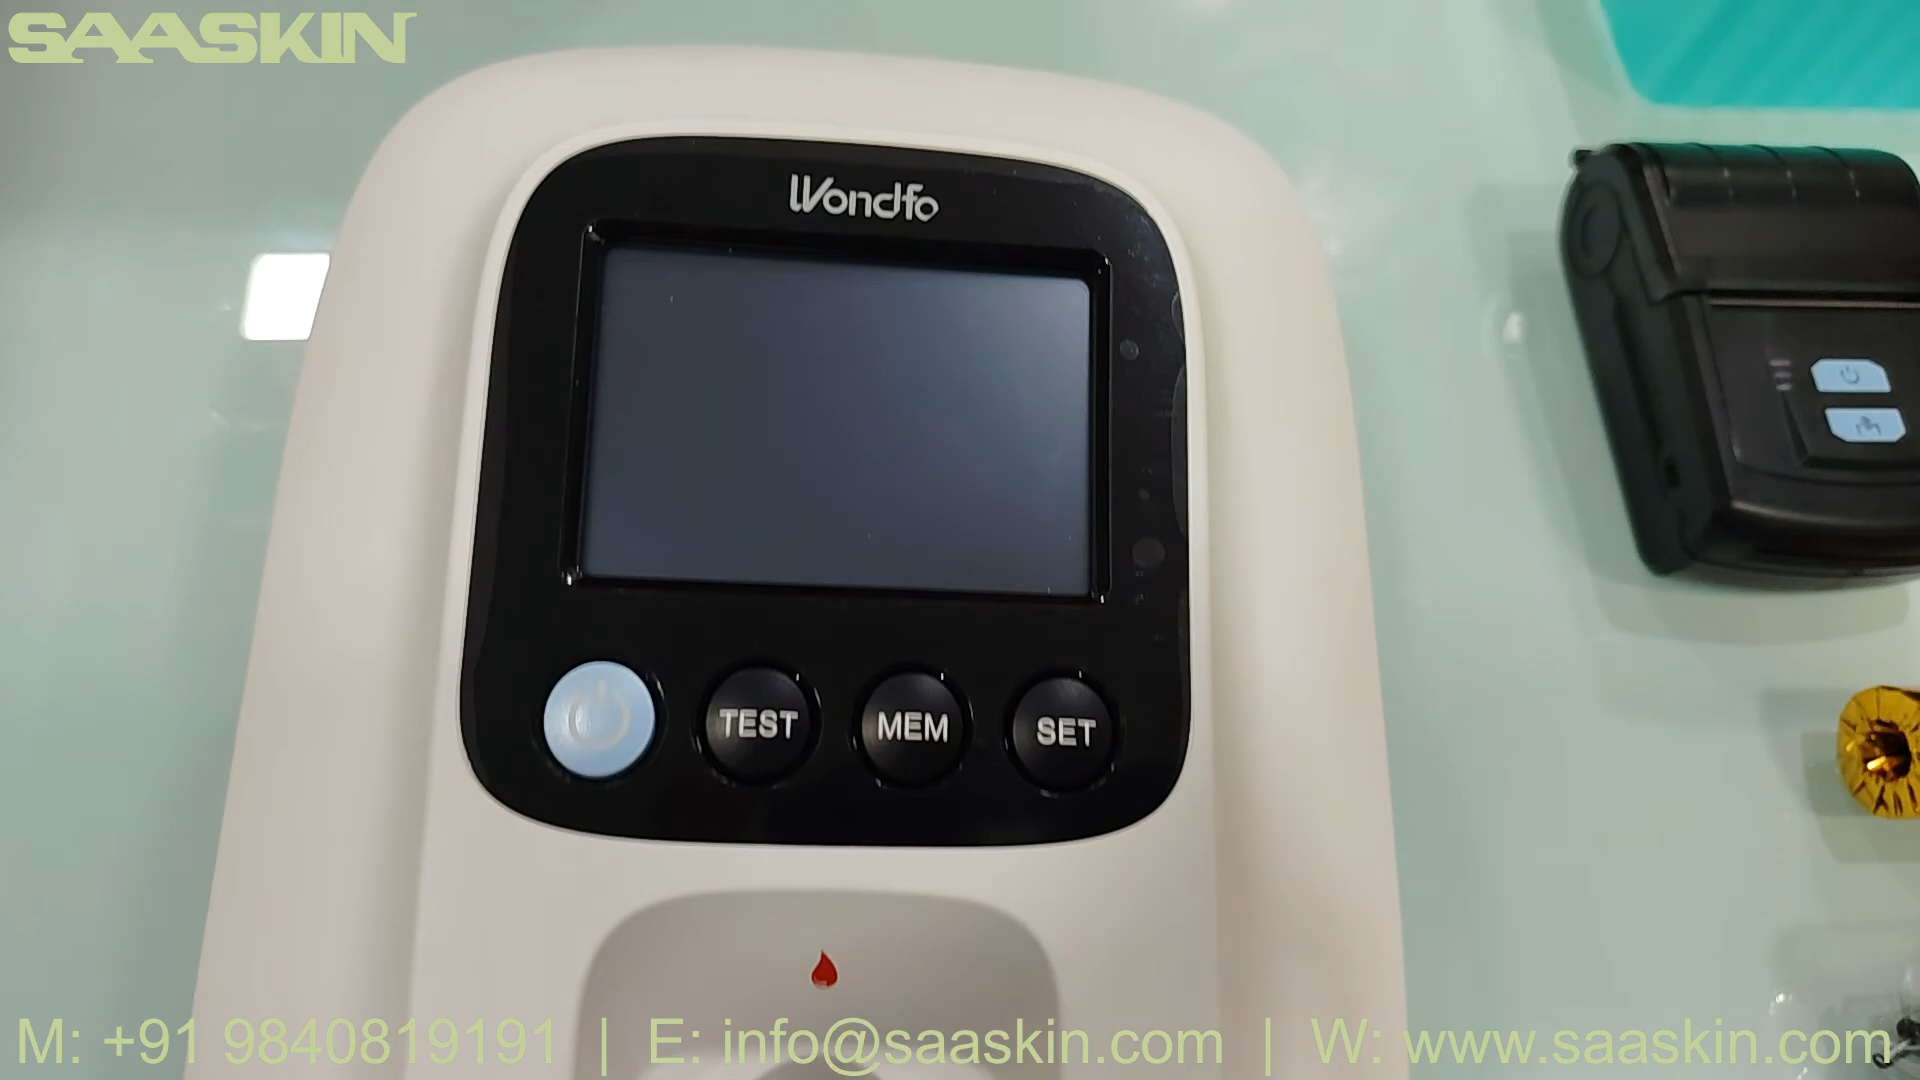 SAASKIN
Wondfo
TEST MEM SET
M: +91 9840819191 | E: info@saaskin.com | W: www.saaskin.com